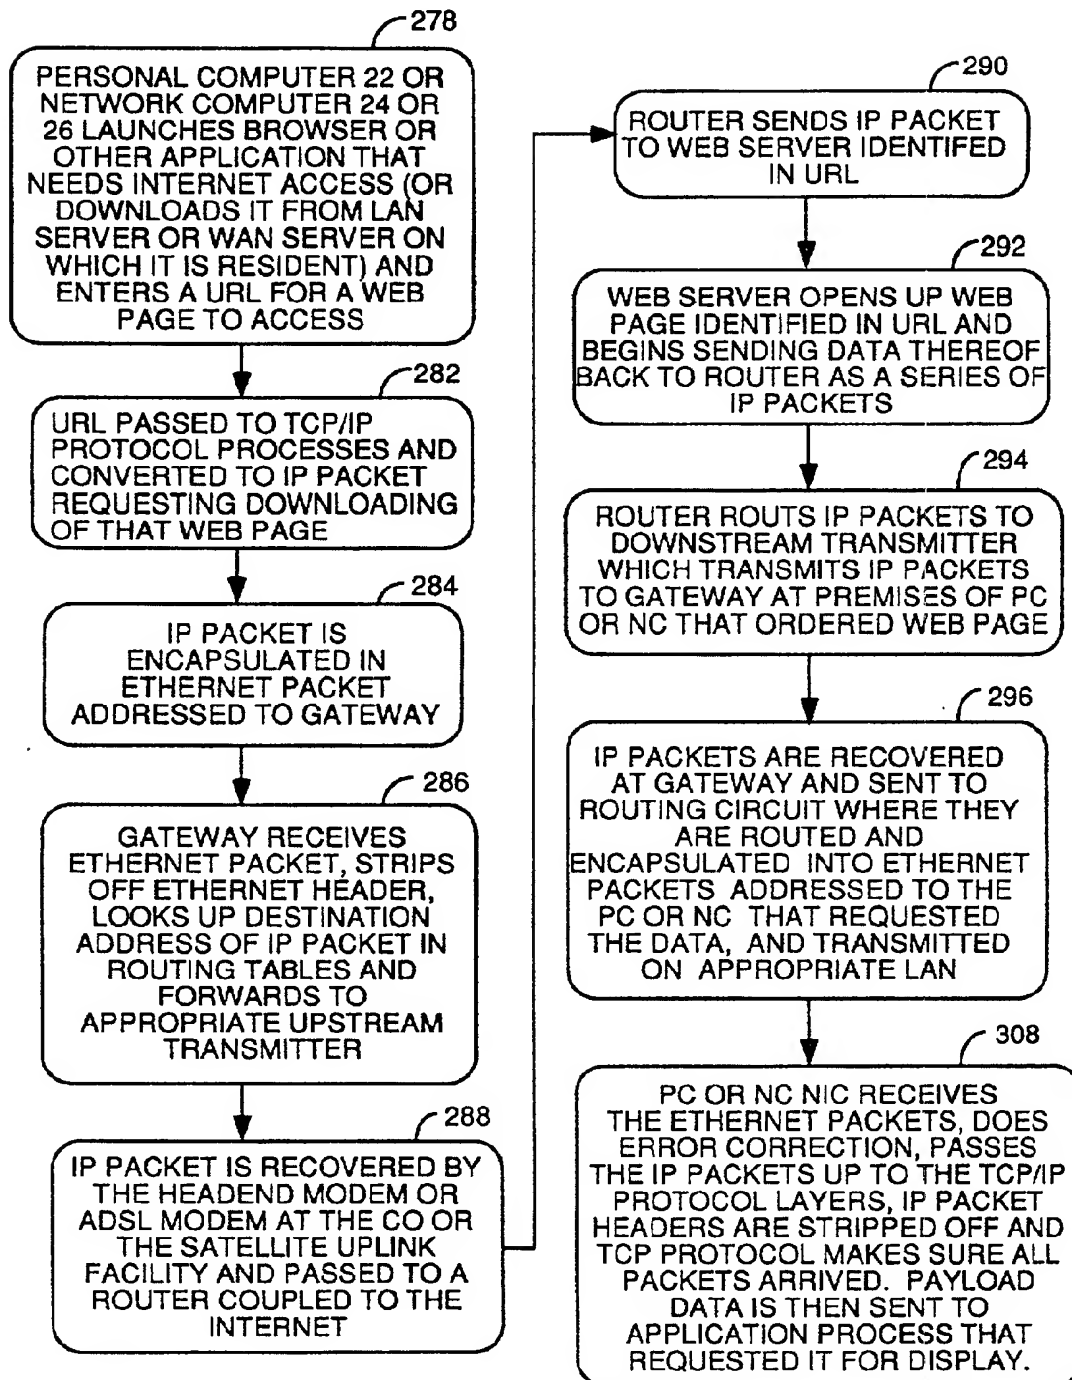 278
PERSONAL COMPUTER 22 OR
NETWORK COMPUTER 24 OR
26 LAUNCHES BROWSER OR
OTHER APPLICATION THAT
NEEDS INTERNET ACCESS (OR
DOWNLOADS IT FROM LAN
SERVER OR WAN SERVER ON
WHICH IT IS RESIDENT) AND
ENTERS A URL FOR A WEB
PAGE TO ACCESS
282
URL PASSED TO TCP/IP
PROTOCOL PROCESSES AND
CONVERTED TO IP PACKET
REQUESTING DOWNLOADING
OF THAT WEB PAGE
284
IP PACKET IS
ENCAPSULATED IN
ETHERNET PACKET
ADDRESSED TO GATEWAY
286
GATEWAY RECEIVES
ETHERNET PACKET, STRIPS
OFF ETHERNET HEADER,
LOOKS UP DESTINATION
ADDRESS OF IP PACKET IN
ROUTING TABLES AND
FORWARDS TO
APPROPRIATE UPSTREAM
TRANSMITTER
288
IP PACKET IS RECOVERED BY
THE HEADEND MODEM OR
ADSL MODEM AT THE CO OR
THE SATELLITE UPLINK
FACILITY AND PASSED TO A
ROUTER COUPLED TO THE
INTERNET
290
ROUTER SENDS IP PACKET
TO WEB SERVER IDENTIFED
IN URL
292
WEB SERVER OPENS UP WEB
PAGE IDENTIFIED IN URL AND
BEGINS SENDING DATA THEREOF
BACK TO ROUTER AS A SERIES OF
IP PACKETS
294
ROUTER ROUTS IP PACKETS TO
DOWNSTREAM TRANSMITTER
WHICH TRANSMITS IP PACKETS
TO GATEWAY AT PREMISES OF PC
OR NC THAT ORDERED WEB PAGE
296
IP PACKETS ARE RECOVERED
AT GATEWAY AND SENT TO
ROUTING CIRCUIT WHERE THEY
ARE ROUTED AND
ENCAPSULATED INTO ETHERNET
PACKETS ADDRESSED TO THE
PC OR NC THAT REQUESTED
THE DATA, AND TRANSMITTED
ON APPROPRIATE LAN
308
PC OR NC NIC RECEIVES
THE ETHERNET PACKETS, DOES
ERROR CORRECTION, PASSES
THE IP PACKETS UP TO THE TCP/IP
PROTOCOL LAYERS, IP PACKET
HEADERS ARE STRIPPED OFF AND
TCP PROTOCOL MAKES SURE ALL
PACKETS ARRIVED. PAYLOAD
DATA IS THEN SENT TO
APPLICATION PROCESS THAT
REQUESTED IT FOR DISPLAY.